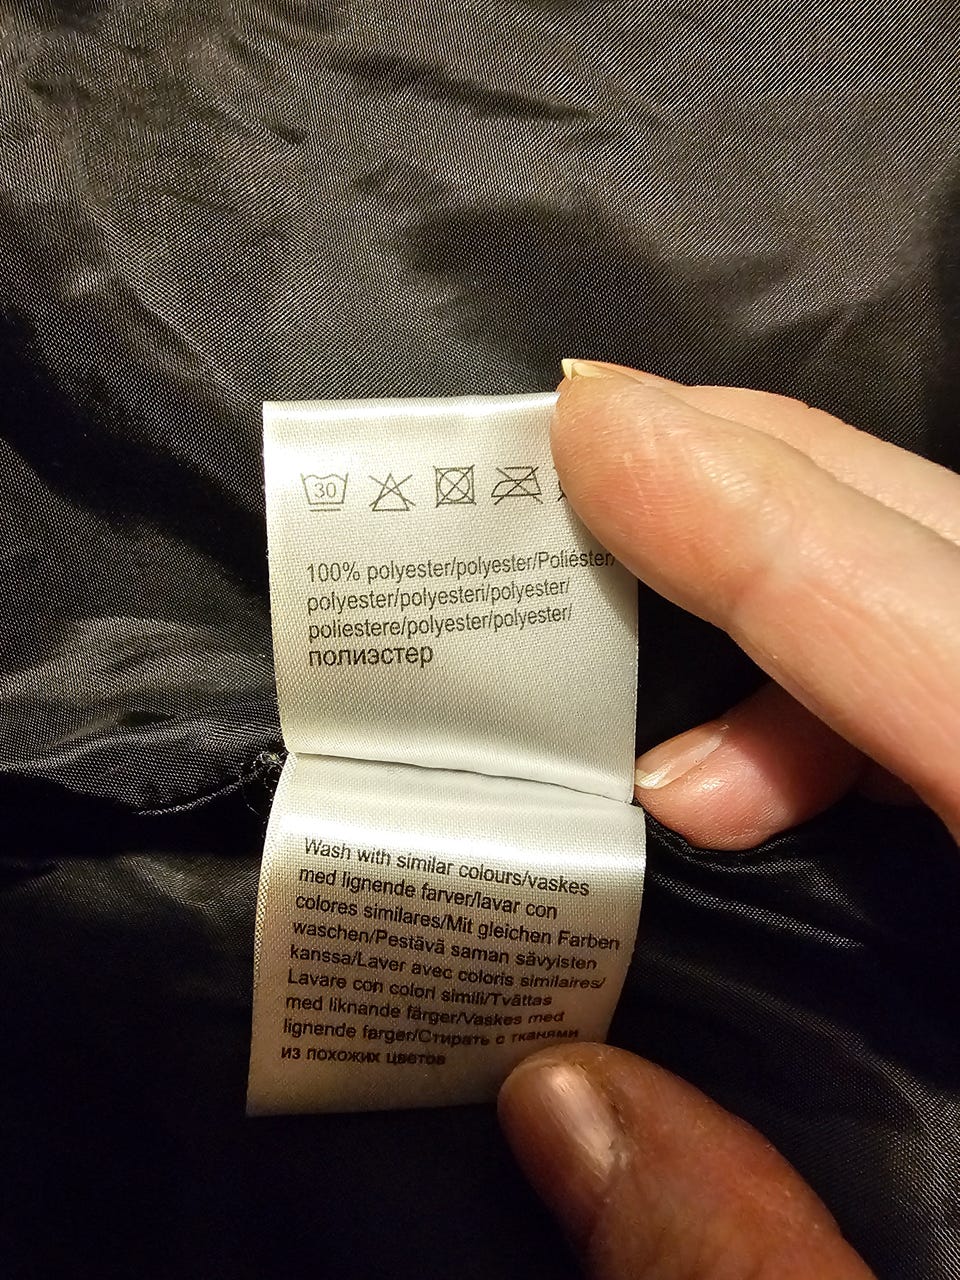 30
100% polyester/polyester/Poliéster/
polyester/polyesteri/polyester/
poliestere/polyester/polyester/
полиэстер
Wash with similar colours/vaskes
med lignende farver/lavar con
colores similares/Mit gleichen Farben
waschen/Pestävä saman sävyisten
kanssa/Laver avec coloris similaires/
Lavare con colori simili/Tvättas
med liknande färger/Vaskes med
lignende farger/Стирать с тканями
из похожих цветов